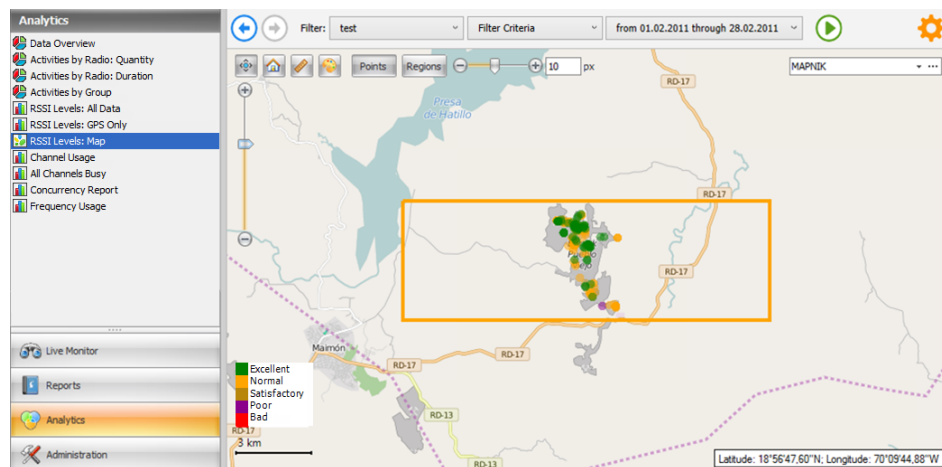 Analytics
Filter: test Filter Criteria from 01.02.2011 through 28.02.2011
Data Overview
Activities by Radio: Quantity
Activities by Radio: Duration
Activities by Group
RSSI Levels: All Data
RSSI Levels: GPS Only
RSSI Levels: Map
Channel Usage
All Channels Busy
Concurrency Report
Frequency Usage
Live Monitor
Reports
Analytics
Administration
Points Regions 10 px
MAPNIK
RD-17
Presa
de Hatillo
RD-17
RD-17
RD-17
Maimón
RD-17
RD-13
RD-17
RD-13
Excellent
Normal
Satisfactory
Poor
Bad
3 km
Latitude: 18°56'47,60"N; Longitude: 70°09'44,88"W